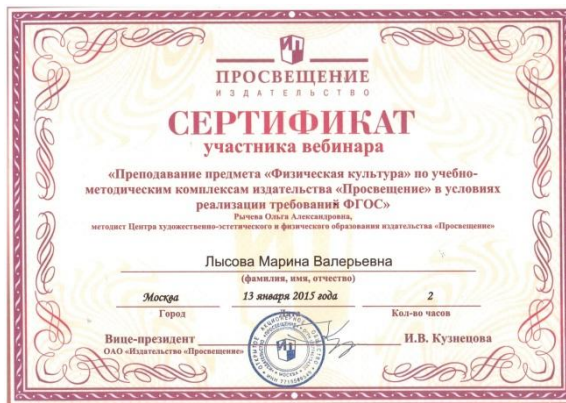 ПРОСВЕЩЕНИЕ
ИЗДАТЕЛЬСТВО
СЕРТИФИКАТ
участника вебинара
«Преподавание предмета «Физическая культура» по учебно-
методическим комплексам издательства «Просвещение» в условиях
реализации требований ФГОС»
Рычева Ольга Александровна,
методист Центра художественно-эстетического и физического образования издательства «Просвещение»
Лысова Марина Валерьевна
(фамилия, имя, отчество)
Москва 13 января 2015 года 2
Город Дата Кол-во часов
Вице-президент И.В. Кузнецова
ОАО «Издательство «Просвещение»